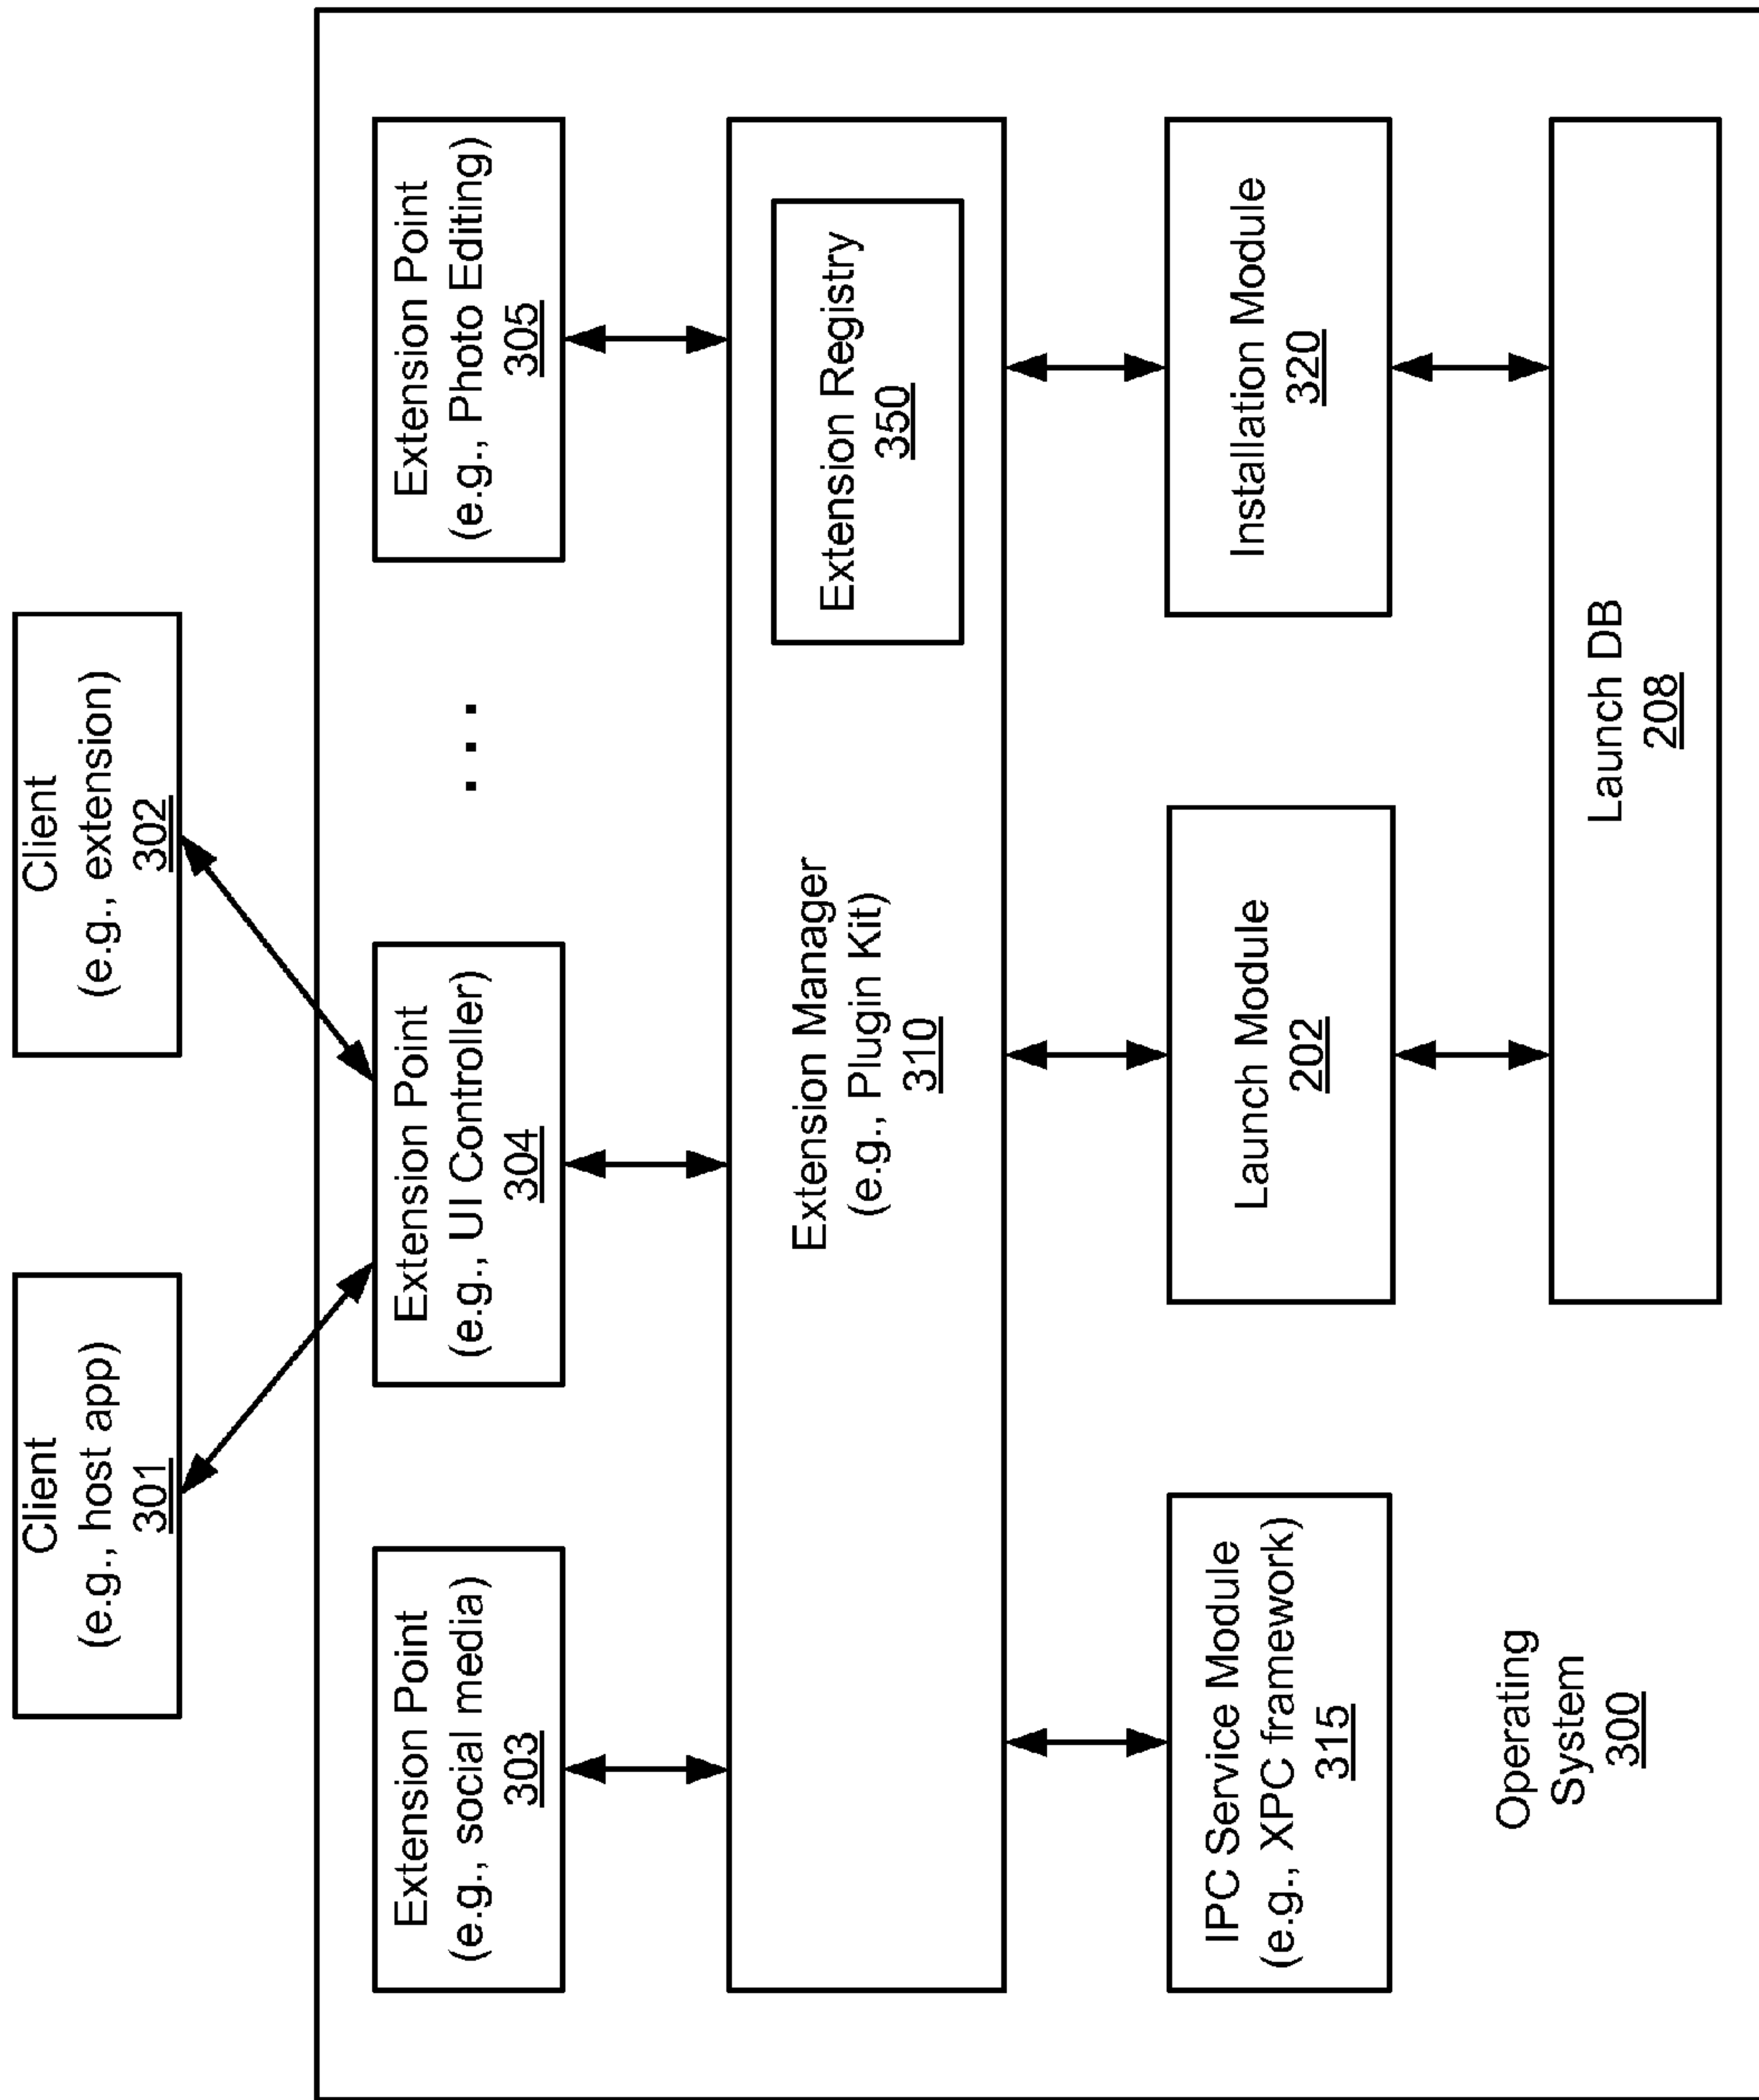 Client
(e.g., host app)
301
Client
(e.g., extension)
302
Extension Point
(e.g., social media)
303
Extension Point
(e.g., UI Controller)
304
. . .
Extension Point
(e.g., Photo Editing)
305
Extension Manager
(e.g., Plugin Kit)
310
Extension Registry
350
IPC Service Module
(e.g., XPC framework)
315
Launch Module
202
Installation Module
320
Operating
System
300
Launch DB
208